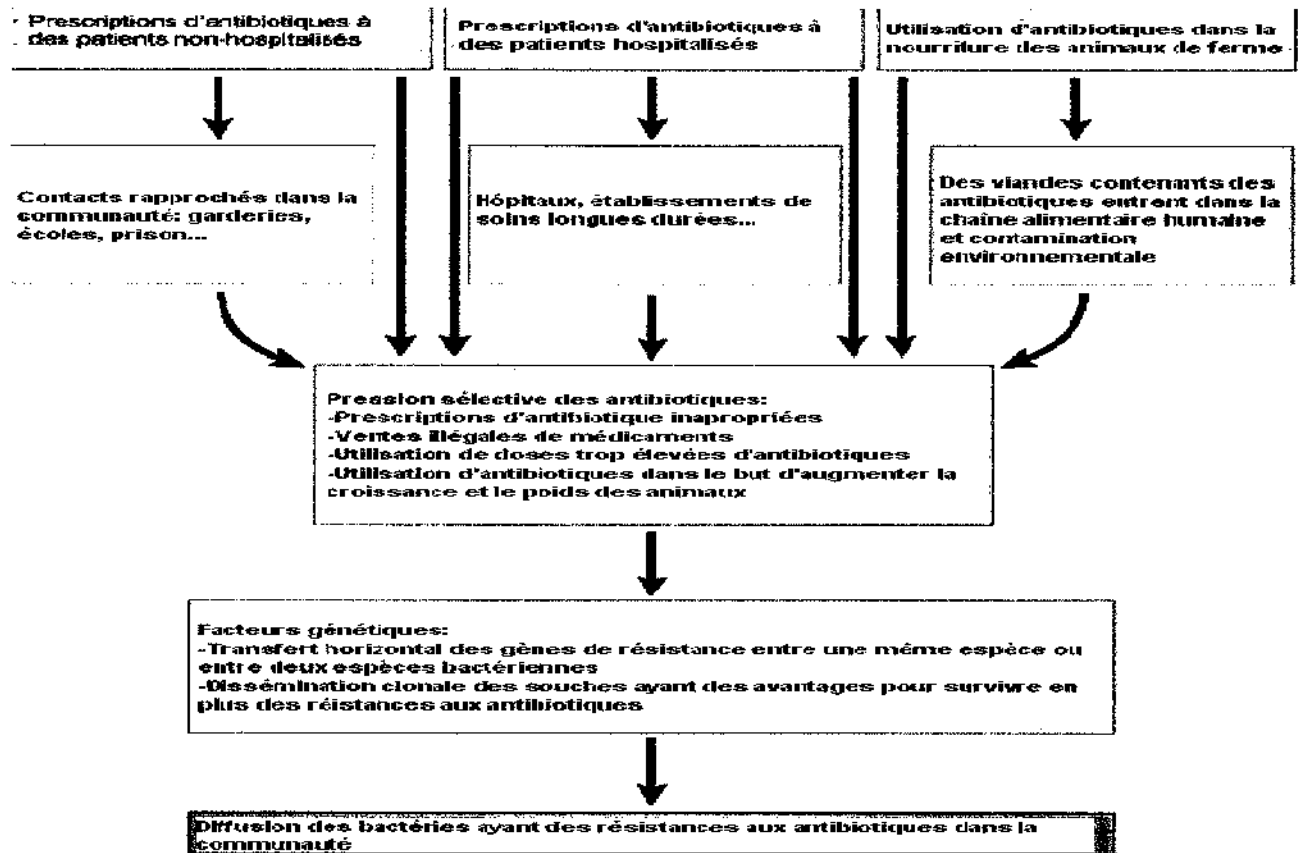 Prescriptions d'antibiotiques à
des patients non-hospitalisés
Prescriptions d'antibiotiques à
des patients hospitalisés
Utilisation d'antibiotiques dans la
nourriture des animaux de ferme
Contacts rapprochés dans la
communauté: garderies,
écoles, prison...
Hôpitaux, établissements de
soins longues durées...
Des viandes contenants des
antibiotiques entrent dans la
chaîne alimentaire humaine
et contamination
environnementale
Pression sélective des antibiotiques:
-Prescriptions d'antibiotique inapropriées
-Ventes illégales de médicaments
-Utilisation de doses trop élevées d'antibiotiques
-Utilisation d'antibiotiques dans le but d'augmenter la
croissance et le poids des animaux
Facteurs génétiques:
-Transfert horizontal des gènes de résistance entre une même espèce ou
entre deux espèces bactériennes
-Dissémination clonale des souches ayant des avantages pour survivre en
plus des réistances aux antibiotiques
Diffusion des bactéries ayant des résistances aux antibiotiques dans la
communauté